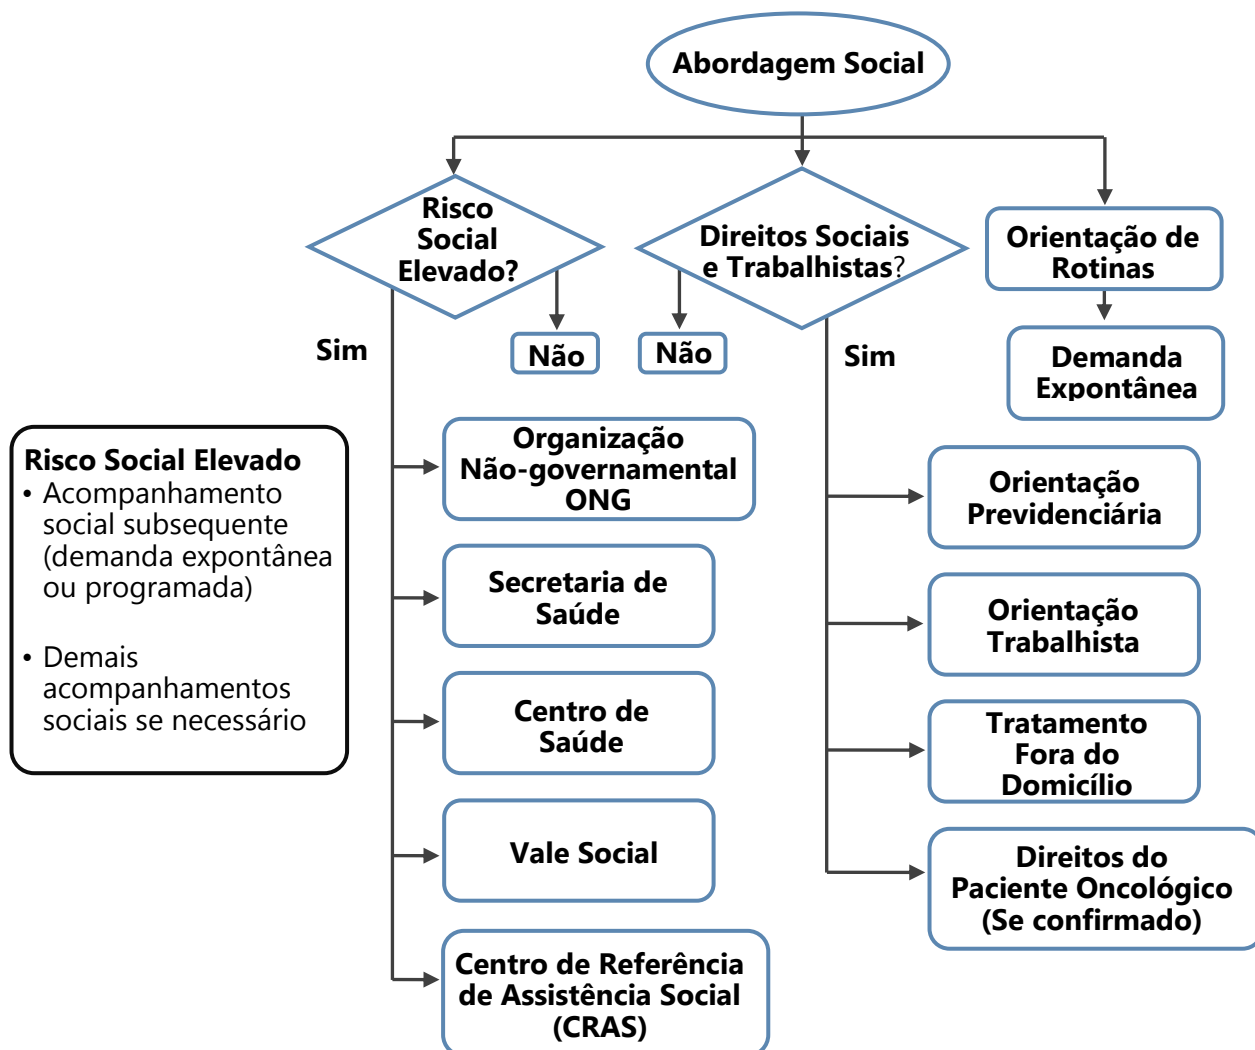 Abordagem Social
Risco
Social
Elevado?
Direitos Sociais
e Trabalhistas?
Orientação de
Rotinas
Sim
Não
Não
Sim
Demanda
Expontânea
Risco Social Elevado
• Acompanhamento
social subsequente
(demanda expontânea
ou programada)
• Demais
acompanhamentos
sociais se necessário
Organização
Não-governamental
ONG
Secretaria de
Saúde
Centro de
Saúde
Vale Social
Centro de Referência
de Assistência Social
(CRAS)
Orientação
Previdenciária
Orientação
Trabalhista
Tratamento
Fora do
Domicílio
Direitos do
Paciente Oncológico
(Se confirmado)